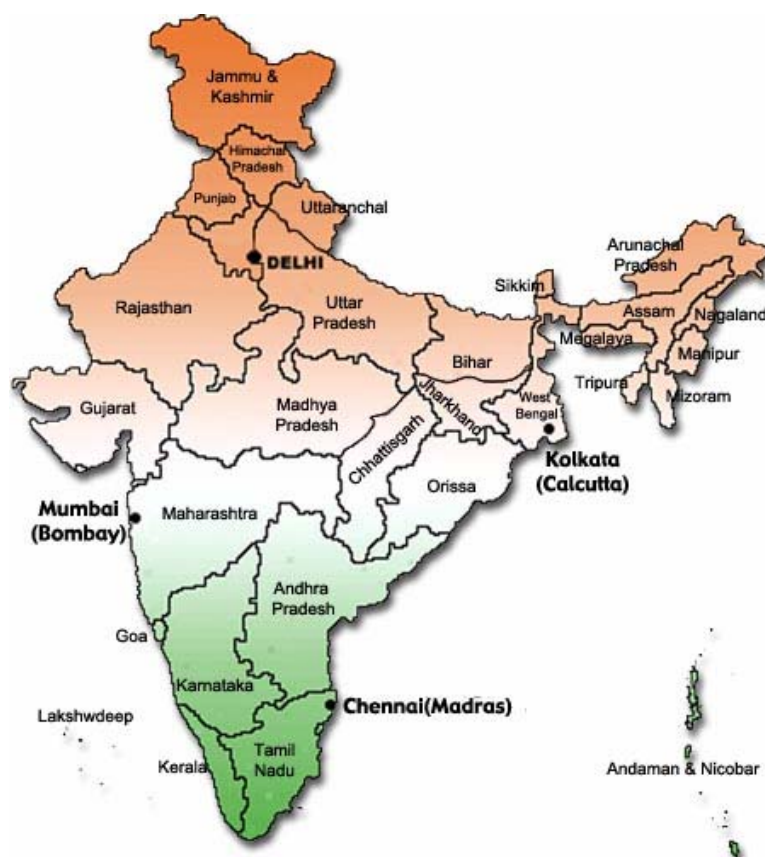 Jammu &
Kashmir
Himachal
Pradesh
Punjab
Uttaranchal
DELHI
Arunachal
Pradesh
Sikkim
Rajasthan
Uttar
Pradesh
Assam
Nagaland
Megalaya
Bihar
Manipur
Tripura
Mizoram
Gujarat
Madhya
Pradesh
Jharkhand
West
Bengal
Chhattisgarh
Kolkata
(Calcutta)
Orissa
Mumbai
(Bombay)
Maharashtra
Andhra
Pradesh
Goa
Karnataka
Chennai(Madras)
Lakshwdeep
Kerala
Tamil
Nadu
Andaman & Nicobar